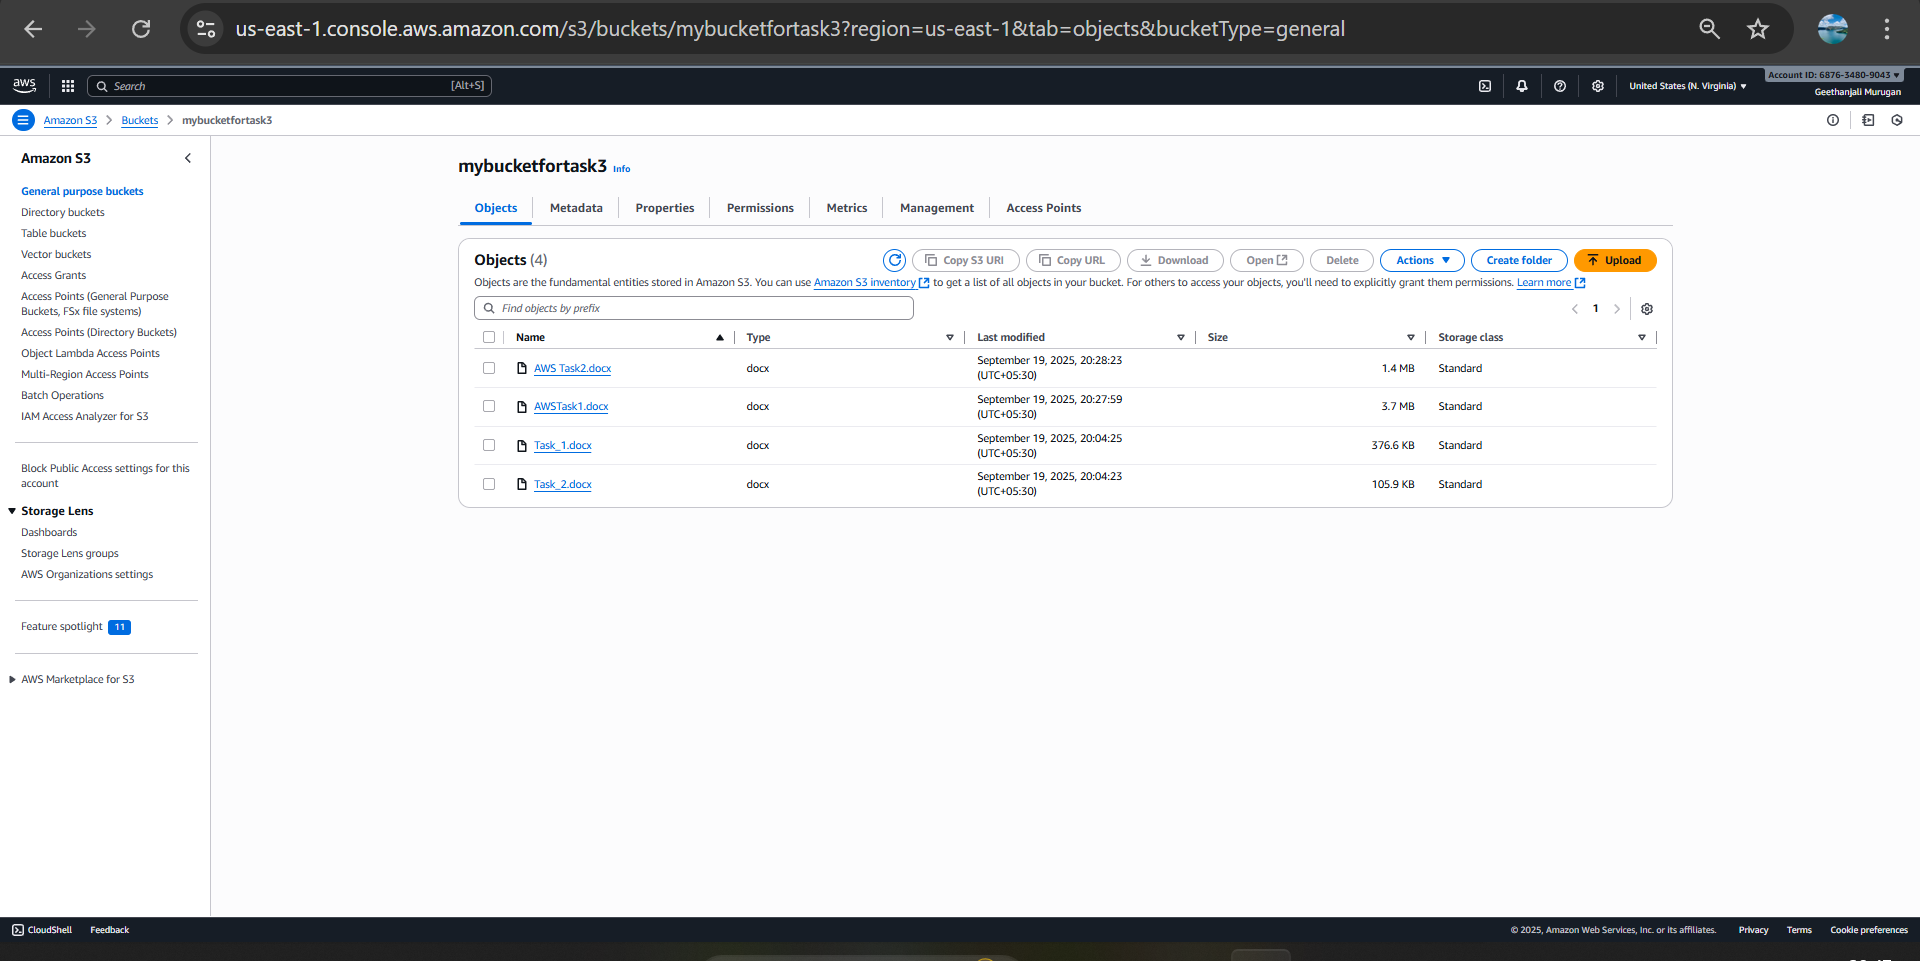 us-east-1.console.aws.amazon.com/s3/buckets/mybucketfortask3?region=us-east-1&tab=objects&bucketType=general
aws
Search [Alt+S]
United States (N. Virginia)
Account ID: 6876-3480-9043
Geethanjali Murugan
Amazon S3 > Buckets > mybucketfortask3
Amazon S3
General purpose buckets
Directory buckets
Table buckets
Vector buckets
Access Grants
Access Points (General Purpose
Buckets, FSx file systems)
Access Points (Directory Buckets)
Object Lambda Access Points
Multi-Region Access Points
Batch Operations
IAM Access Analyzer for S3
Block Public Access settings for this
account
Storage Lens
Dashboards
Storage Lens groups
AWS Organizations settings
Feature spotlight 11
AWS Marketplace for S3
mybucketfortask3 Info
Objects Metadata Properties Permissions Metrics Management Access Points
Objects (4)
Copy S3 URI Copy URL Download Open Delete Actions Create folder Upload
Objects are the fundamental entities stored in Amazon S3. You can use Amazon S3 inventory to get a list of all objects in your bucket. For others to access your objects, you'll need to explicitly grant them permissions. Learn more
Find objects by prefix
1
Name Type Last modified Size Storage class
AWS Task2.docx docx September 19, 2025, 20:28:23 (UTC+05:30) 1.4 MB Standard
AWSTask1.docx docx September 19, 2025, 20:27:59 (UTC+05:30) 3.7 MB Standard
Task_1.docx docx September 19, 2025, 20:04:25 (UTC+05:30) 376.6 KB Standard
Task_2.docx docx September 19, 2025, 20:04:23 (UTC+05:30) 105.9 KB Standard
CloudShell Feedback
© 2025, Amazon Web Services, Inc. or its affiliates. Privacy Terms Cookie preferences